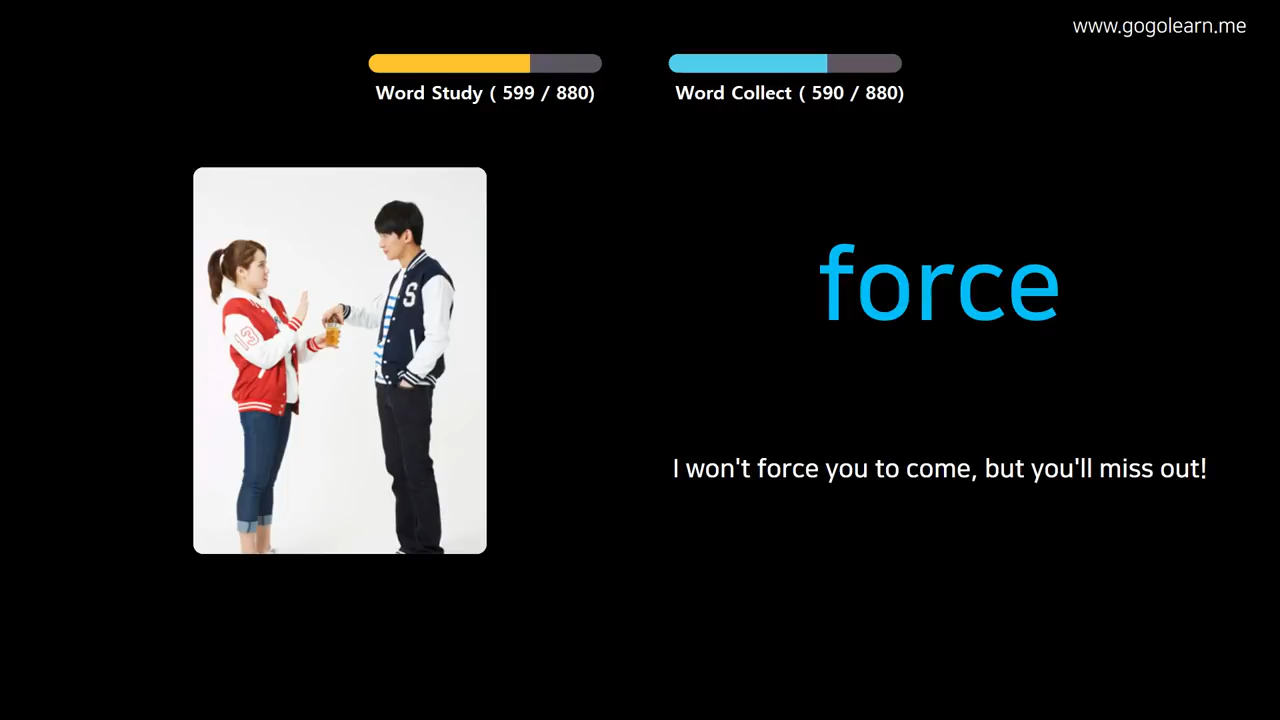 www.gogolearn.me
Word Study ( 599 / 880)
Word Collect ( 590 / 880)
13
S
force
I won't force you to come, but you'll miss out!